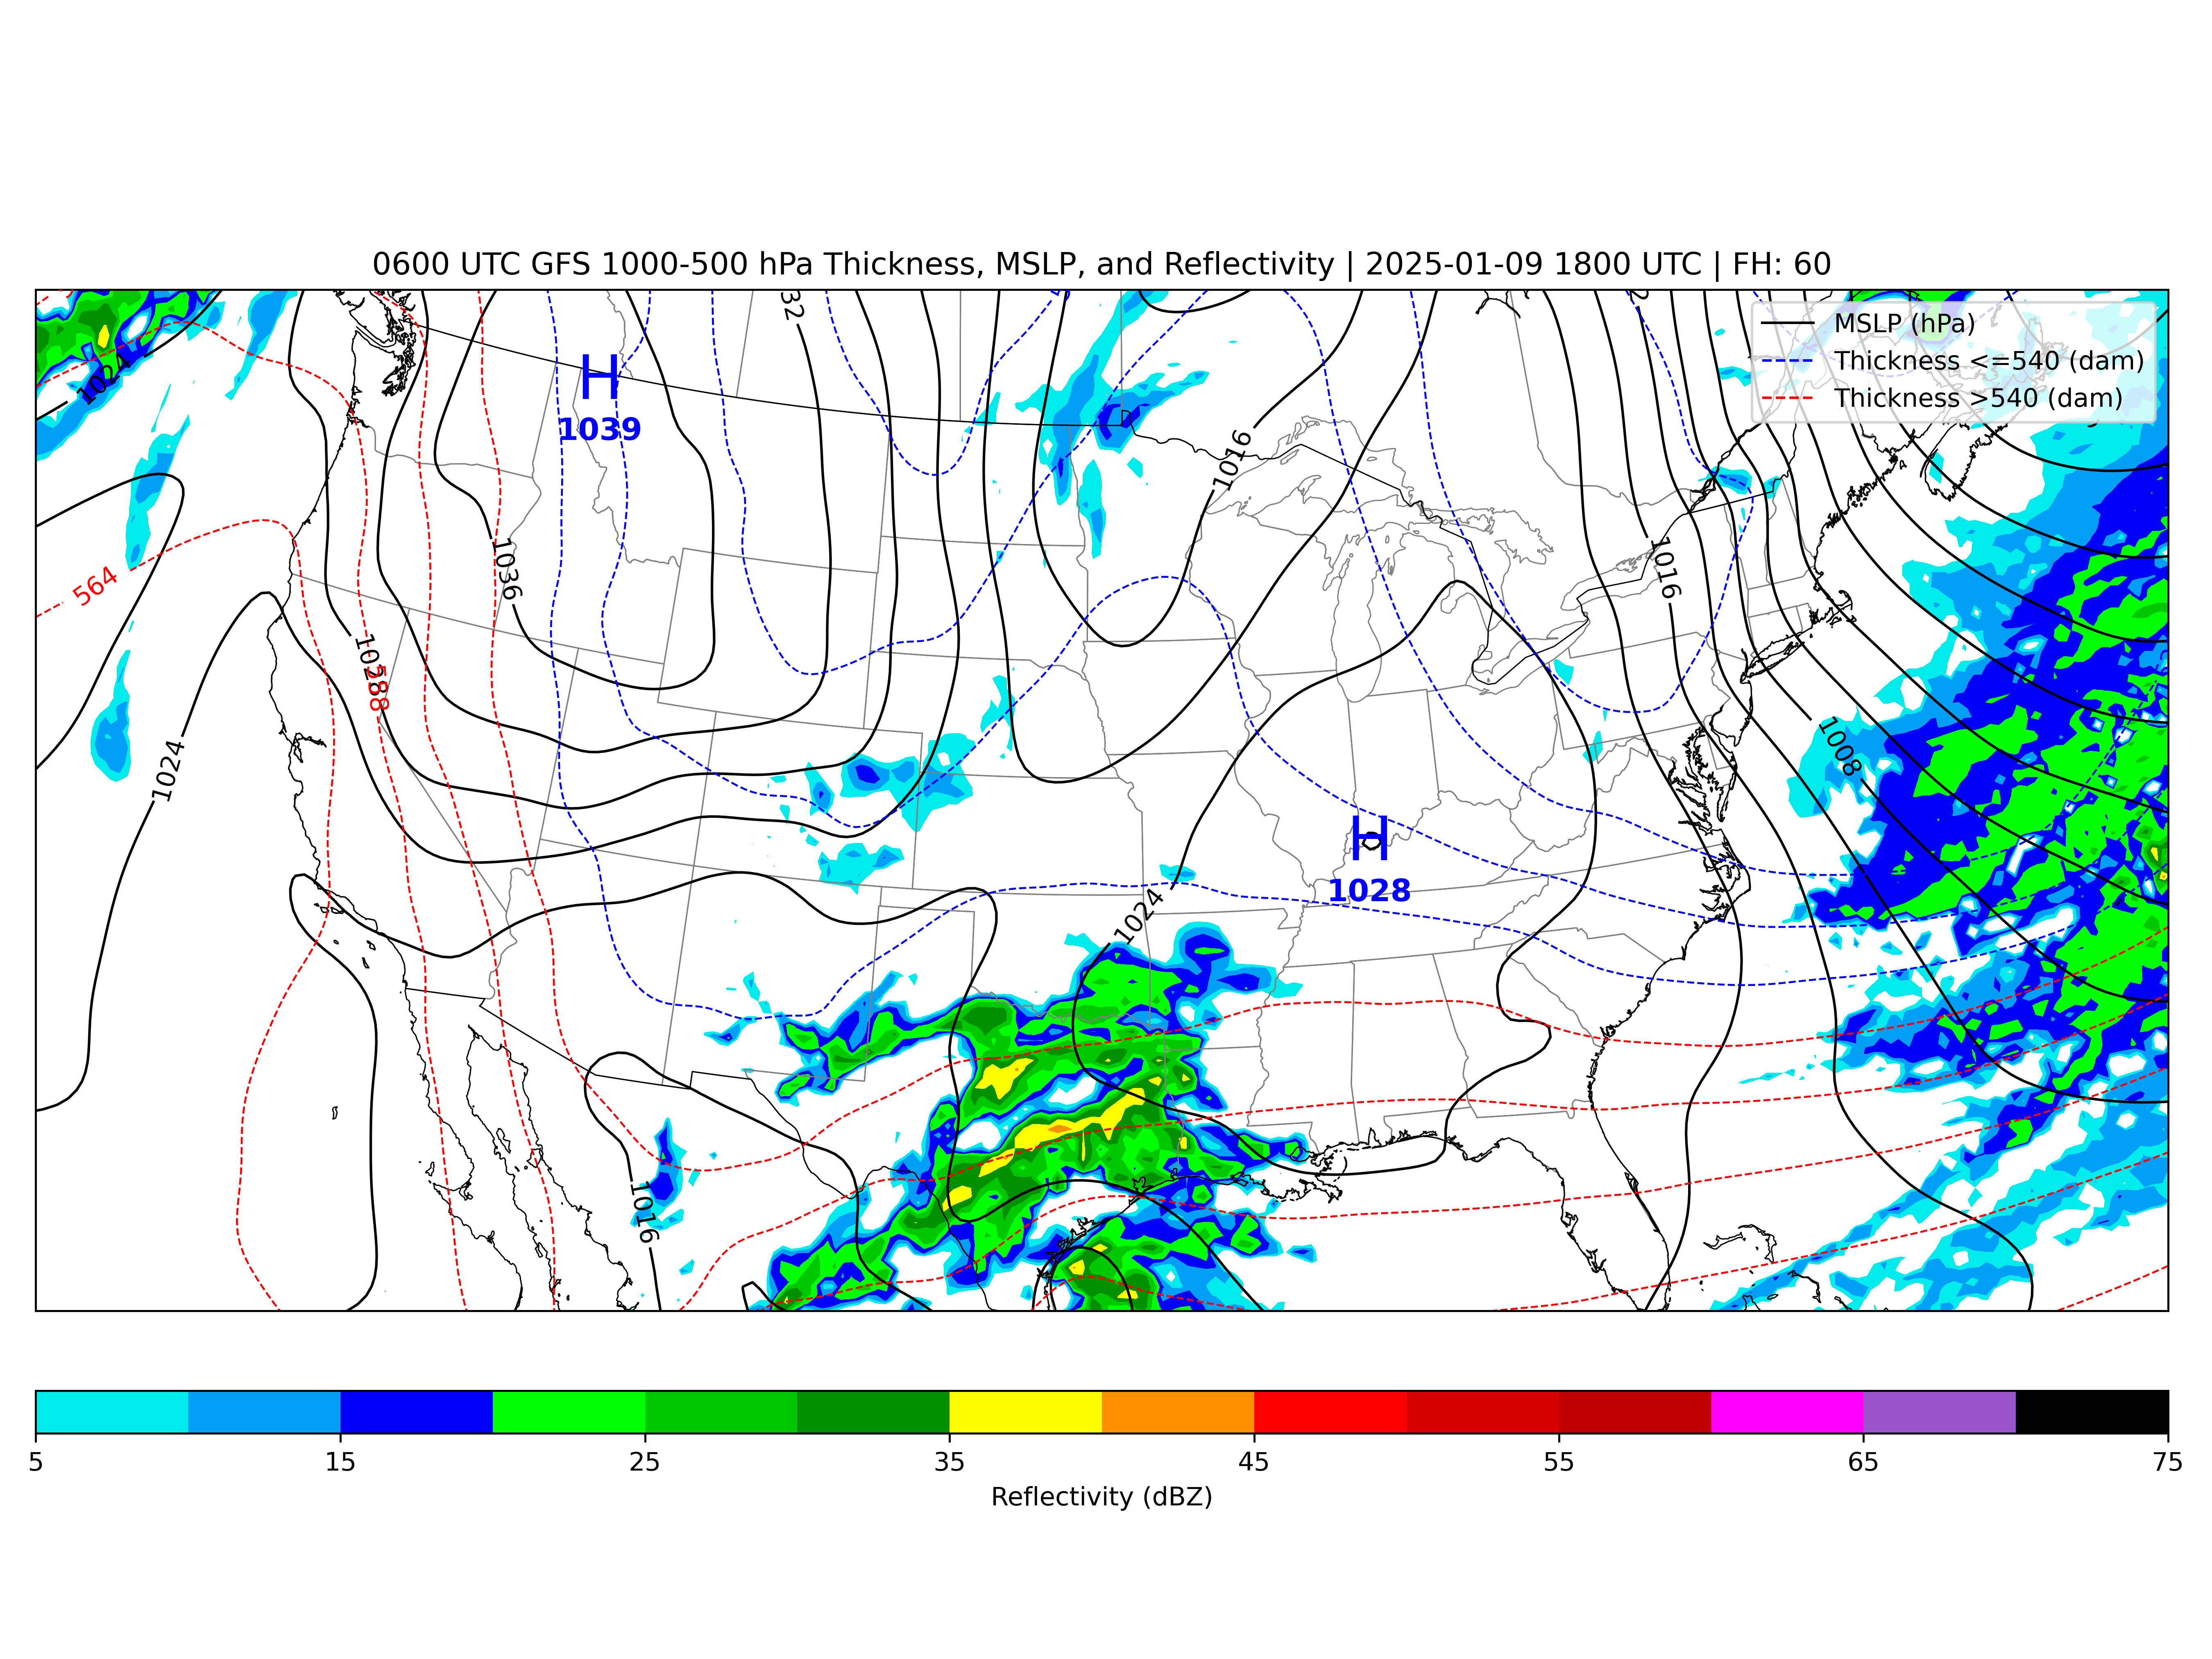 0600 UTC GFS 1000-500 hPa Thickness, MSLP, and Reflectivity | 2025-01-09 1800 UTC | FH: 60
MSLP (hPa)
Thickness <=540 (dam)
Thickness >540 (dam)
1024
H
1039
1016
1036
564
1016
1028
588
1024
1008
H
1028
1024
1016
5 15 25 35 45 55 65 75
Reflectivity (dBZ)